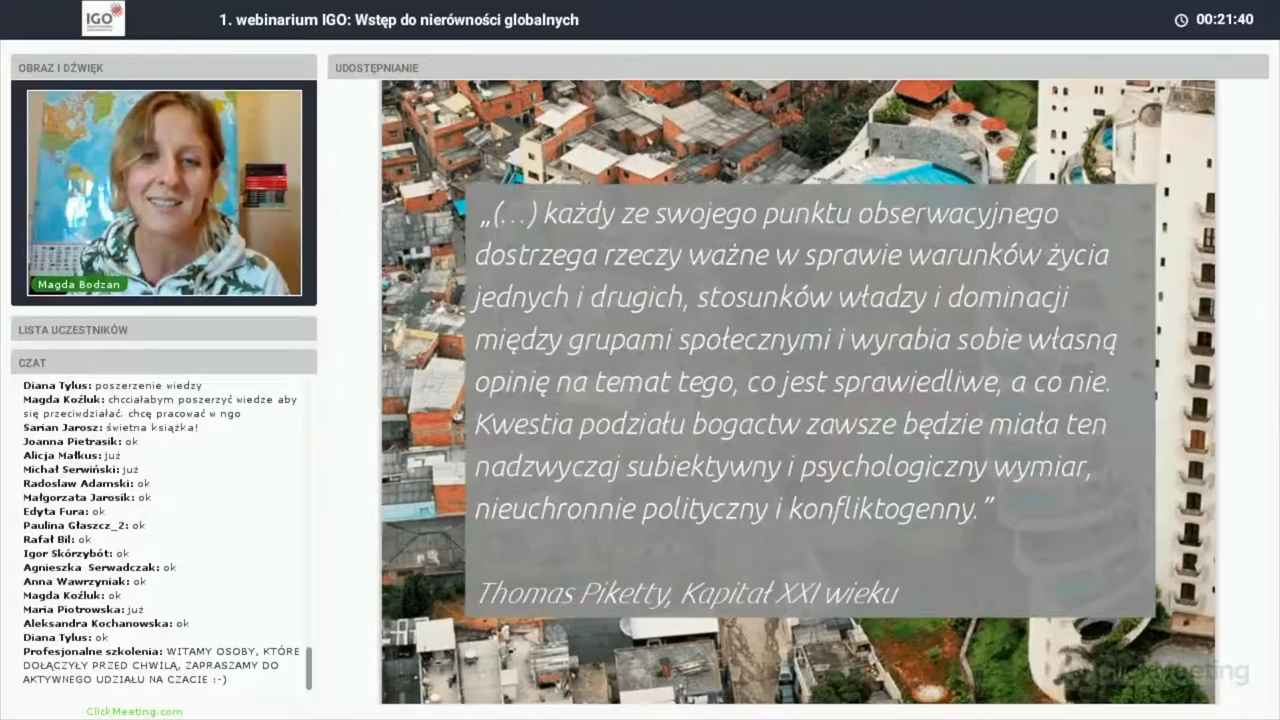 IGO
1. webinarium IGO: Wstęp do nierówności globalnych
00:21:40
OBRAZ I DŹWIĘK
Magda Bodzan
LISTA UCZESTNIKÓW
CZAT
Diana Tylus: poszerzenie wiedzy
Magda Koźluk: chcciałabym poszerzyć wiedze aby
się przeciwdziałać. chcę pracować w ngo
Sarian Jarosz: świetna książka!
Joanna Pietrasik: ok
Alicja Małkus: już
Michał Serwiński: już
Radoslaw Adamski: ok
Małgorzata Jarosik: ok
Edyta Fura: ok
Paulina Głaszcz_2: ok
Rafał Bil: ok
Igor Skórzybót: ok
Agnieszka Serwadczak: ok
Anna Wawrzyniak: ok
Magda Koźluk: ok
Maria Piotrowska: już
Aleksandra Kochanowska: ok
Diana Tylus: ok
Profesjonalne szkolenia: WITAMY OSOBY, KTÓRE
DOŁĄCZYŁY PRZED CHWILĄ, ZAPRASZAMY DO
AKTYWNEGO UDZIAŁU NA CZACIE :-)
ClickMeeting.com
UDOSTĘPNIANIE
„(…) każdy ze swojego punktu obserwacyjnego
dostrzega rzeczy ważne w sprawie warunków życia
jednych i drugich, stosunków władzy i dominacji
między grupami społecznymi i wyrabia sobie własną
opinię na temat tego, co jest sprawiedliwe, a co nie.
Kwestia podziału bogactw zawsze będzie miała ten
nadzwyczaj subiektywny i psychologiczny wymiar,
nieuchronnie polityczny i konfliktogenny.”
Thomas Piketty, Kapitał XXI wieku
ClickMeeting